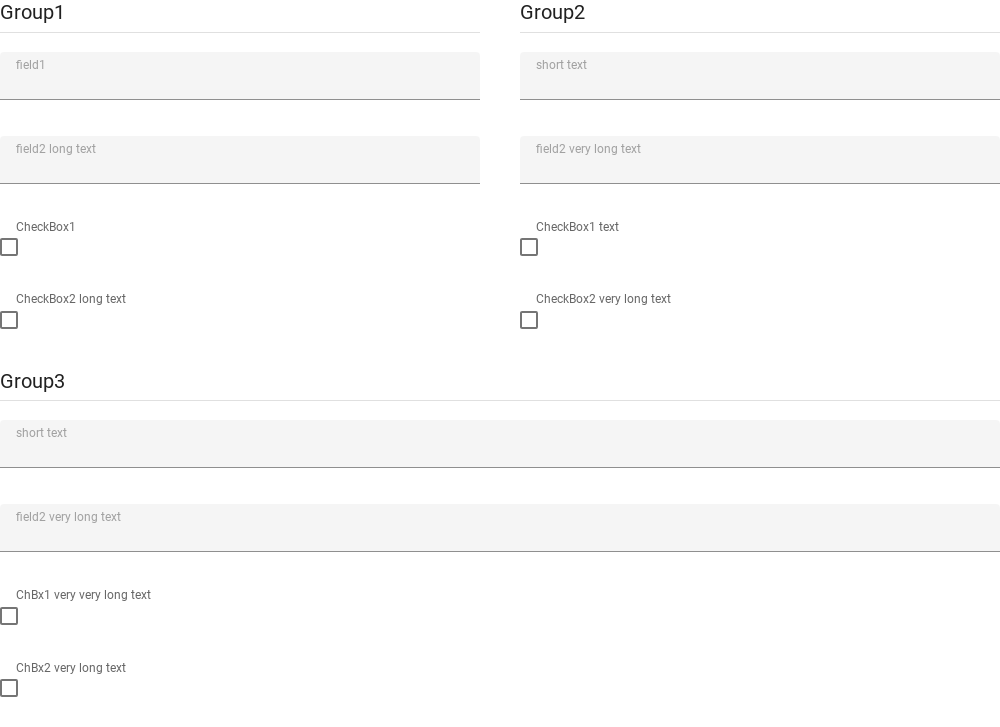 Group1
field1
field2 long text
CheckBox1
CheckBox2 long text
Group2
short text
field2 very long text
CheckBox1 text
CheckBox2 very long text
Group3
short text
field2 very long text
ChBx1 very very long text
ChBx2 very long text